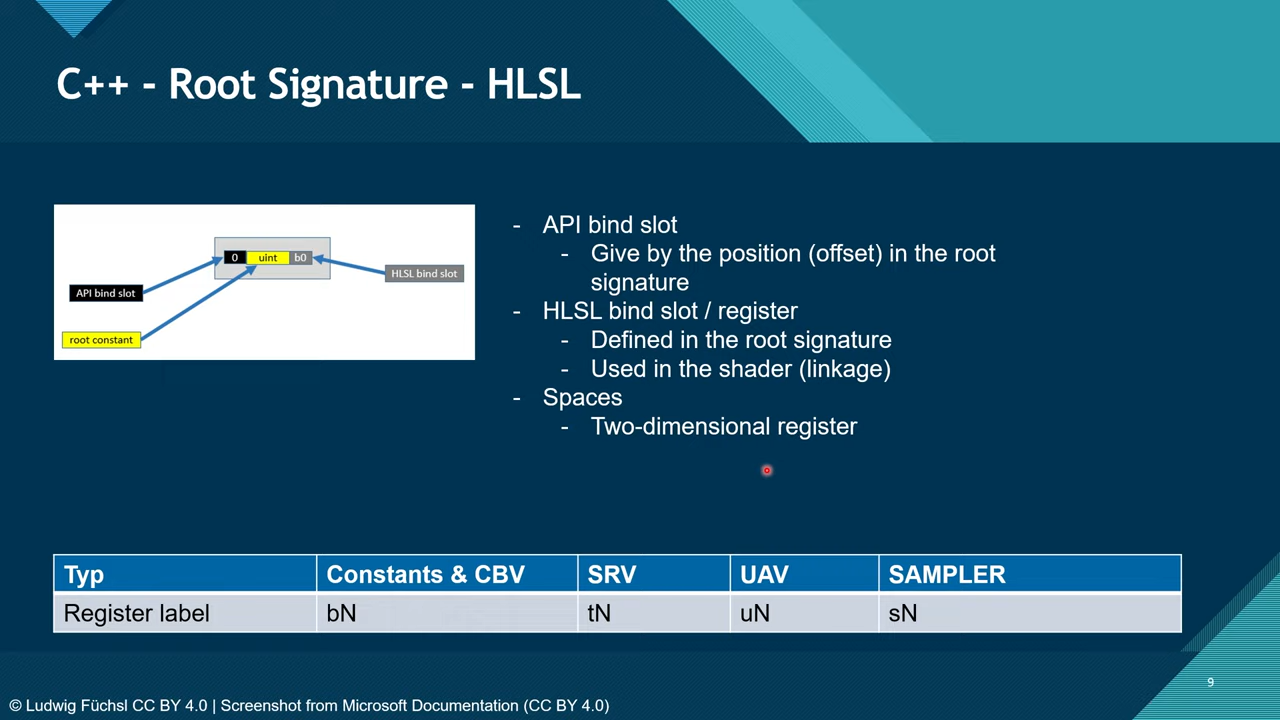 C++ - Root Signature - HLSL
0 uint b0
HLSL bind slot
API bind slot
root constant
- API bind slot
- Give by the position (offset) in the root
signature
- HLSL bind slot / register
- Defined in the root signature
- Used in the shader (linkage)
- Spaces
- Two-dimensional register
Typ Constants & CBV SRV UAV SAMPLER
Register label bN tN uN sN
9
© Ludwig Füchsl CC BY 4.0 | Screenshot from Microsoft Documentation (CC BY 4.0)